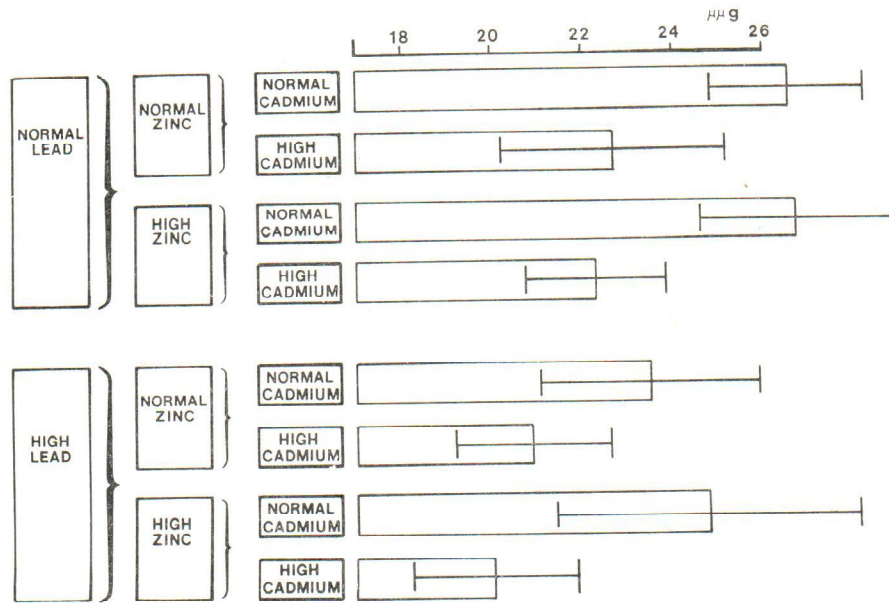 μμg
18 20 22 24 26
NORMAL
LEAD
NORMAL
ZINC
NORMAL
CADMIUM
HIGH
CADMIUM
HIGH
ZINC
NORMAL
CADMIUM
HIGH
CADMIUM
HIGH
LEAD
NORMAL
ZINC
NORMAL
CADMIUM
HIGH
CADMIUM
HIGH
ZINC
NORMAL
CADMIUM
HIGH
CADMIUM